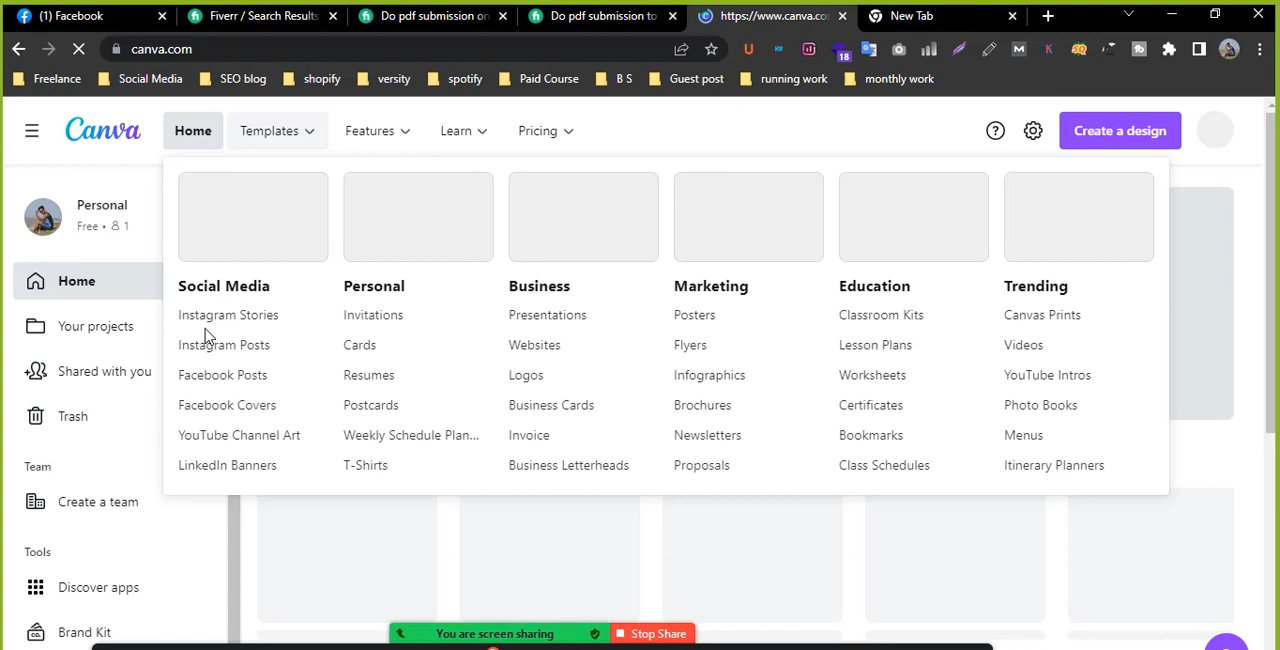 (1) Facebook
Fiverr / Search Results
Do pdf submission on
Do pdf submission to
https://www.canva.co
New Tab
canva.com
18
Freelance
Social Media
SEO blog
shopify
versity
spotify
Paid Course
B S
Guest post
running work
monthly work
Canva
Home
Templates
Features
Learn
Pricing
Create a design
Personal
Free • 1
Home
Your projects
Shared with you
Trash
Team
Create a team
Tools
Discover apps
Brand Kit
Social Media
Instagram Stories
Instagram Posts
Facebook Posts
Facebook Covers
YouTube Channel Art
LinkedIn Banners
Personal
Invitations
Cards
Resumes
Postcards
Weekly Schedule Plan...
T-Shirts
Business
Presentations
Websites
Logos
Business Cards
Invoice
Business Letterheads
Marketing
Posters
Flyers
Infographics
Brochures
Newsletters
Proposals
Education
Classroom Kits
Lesson Plans
Worksheets
Certificates
Bookmarks
Class Schedules
Trending
Canvas Prints
Videos
YouTube Intros
Photo Books
Menus
Itinerary Planners
You are screen sharing
Stop Share